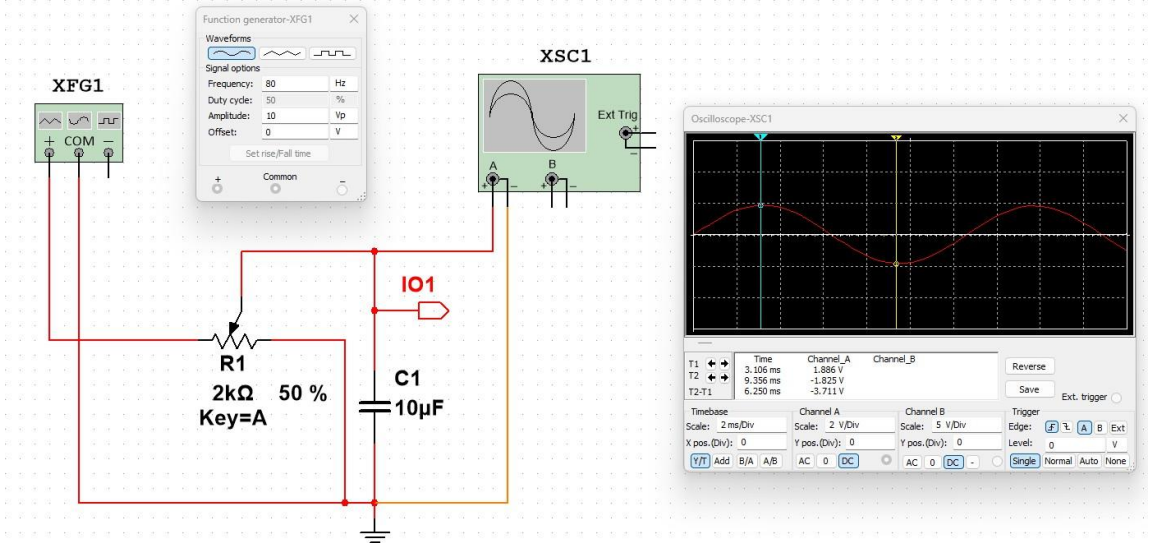 Function generator-XFG1
Waveforms
Signal options
Frequency: 80 Hz
Duty cycle: 50 %
Amplitude: 10 Vp
Offset: 0 V
Set rise/Fall time
+ Common -
XFG1
+ COM -
XSC1
Ext Trig
+
-
A B
+ - + -
IO1
R1
2kΩ 50 %
Key=A
C1
10μF
Oscilloscope-XSC1
1 2
Time Channel_A Channel_B
T1 3.106 ms 1.886 V
T2 9.356 ms -1.825 V
T2-T1 6.250 ms -3.711 V
Reverse
Save
Ext. trigger
Timebase
Scale: 2 ms/Div
X pos.(Div): 0
Y/T Add B/A A/B
Channel A
Scale: 2 V/Div
Y pos.(Div): 0
AC 0 DC
Channel B
Scale: 5 V/Div
Y pos.(Div): 0
AC 0 DC -
Trigger
Edge: A B Ext
Level: 0 V
Single Normal Auto None